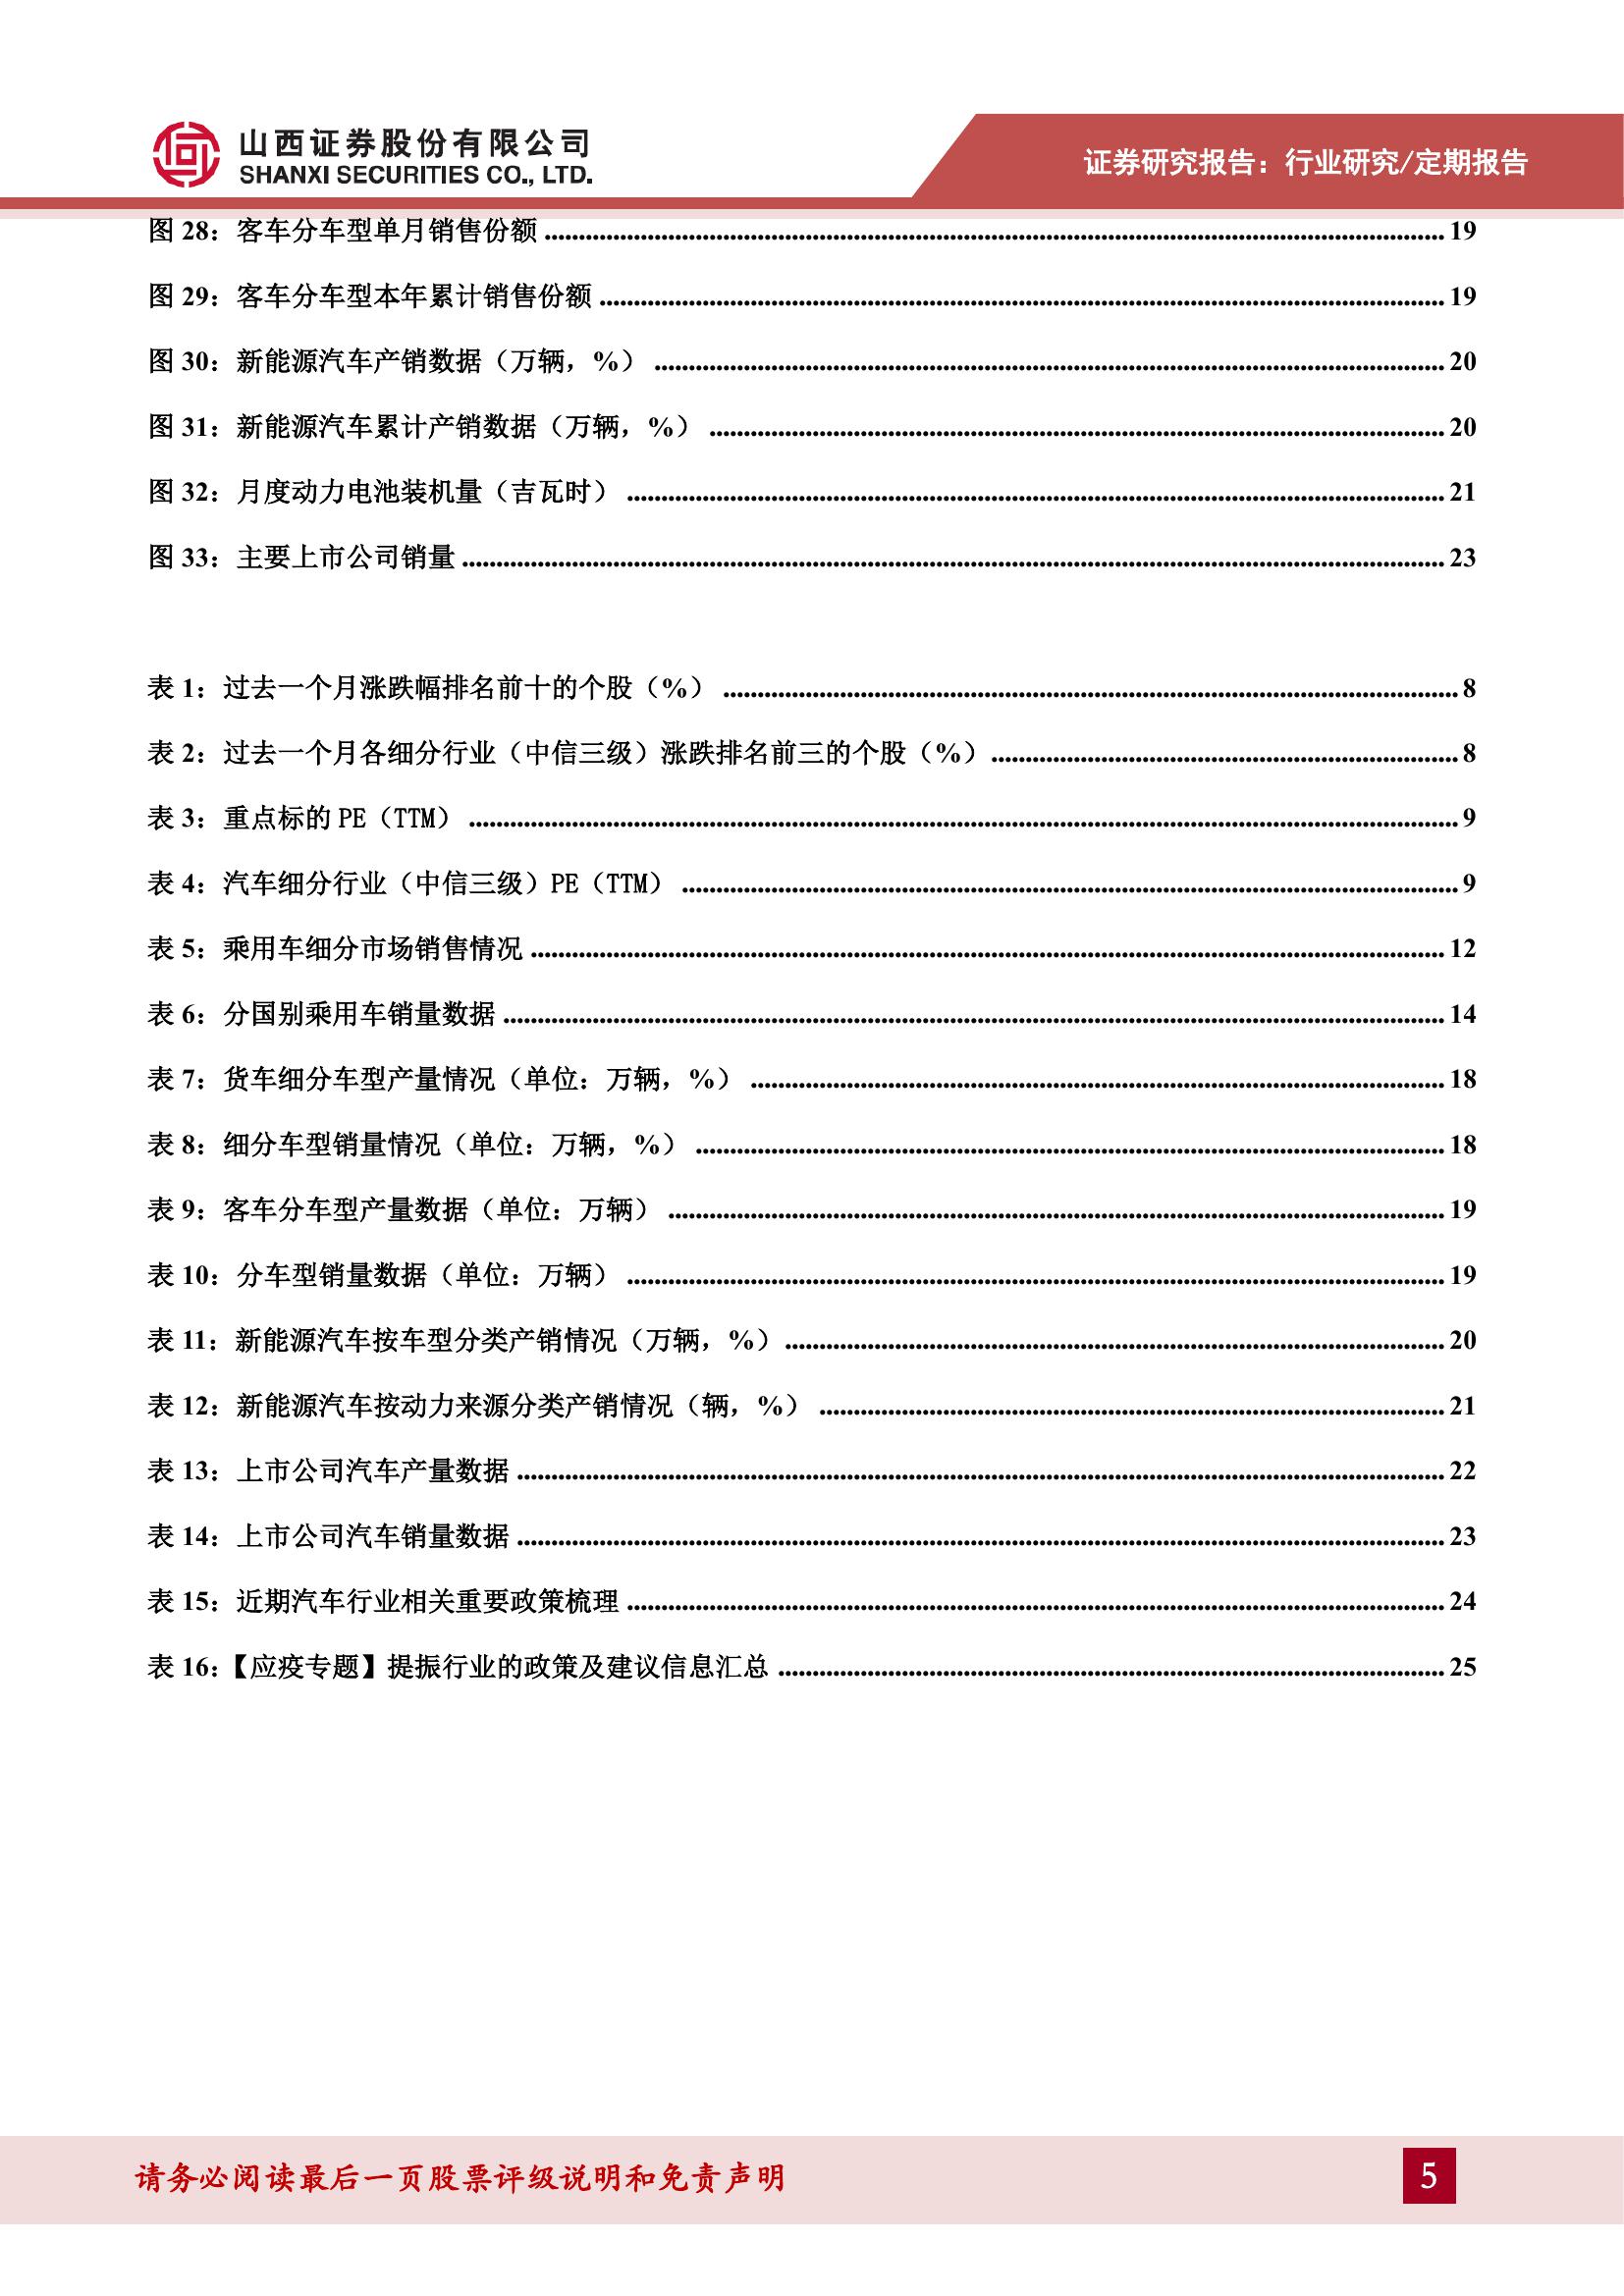 山西证券股份有限公司
SHANXI SECURITIES CO., LTD.
证券研究报告：行业研究/定期报告
图 28：客车分车型单月销售份额 ........ 19
图 29：客车分车型本年累计销售份额 ........ 19
图 30：新能源汽车产销数据（万辆，%） ........ 20
图 31：新能源汽车累计产销数据（万辆，%） ........ 20
图 32：月度动力电池装机量（吉瓦时） ........ 21
图 33：主要上市公司销量 ........ 23
表 1：过去一个月涨跌幅排名前十的个股（%） ........ 8
表 2：过去一个月各细分行业（中信三级）涨跌排名前三的个股（%） ........ 8
表 3：重点标的 PE（TTM） ........ 9
表 4：汽车细分行业（中信三级）PE（TTM） ........ 9
表 5：乘用车细分市场销售情况 ........ 12
表 6：分国别乘用车销量数据 ........ 14
表 7：货车细分车型产量情况（单位：万辆，%） ........ 18
表 8：细分车型销量情况（单位：万辆，%） ........ 18
表 9：客车分车型产量数据（单位：万辆） ........ 19
表 10：分车型销量数据（单位：万辆） ........ 19
表 11：新能源汽车按车型分类产销情况（万辆，%） ........ 20
表 12：新能源汽车按动力来源分类产销情况（辆，%） ........ 21
表 13：上市公司汽车产量数据 ........ 22
表 14：上市公司汽车销量数据 ........ 23
表 15：近期汽车行业相关重要政策梳理 ........ 24
表 16：【应疫专题】提振行业的政策及建议信息汇总 ........ 25
请务必阅读最后一页股票评级说明和免责声明
5